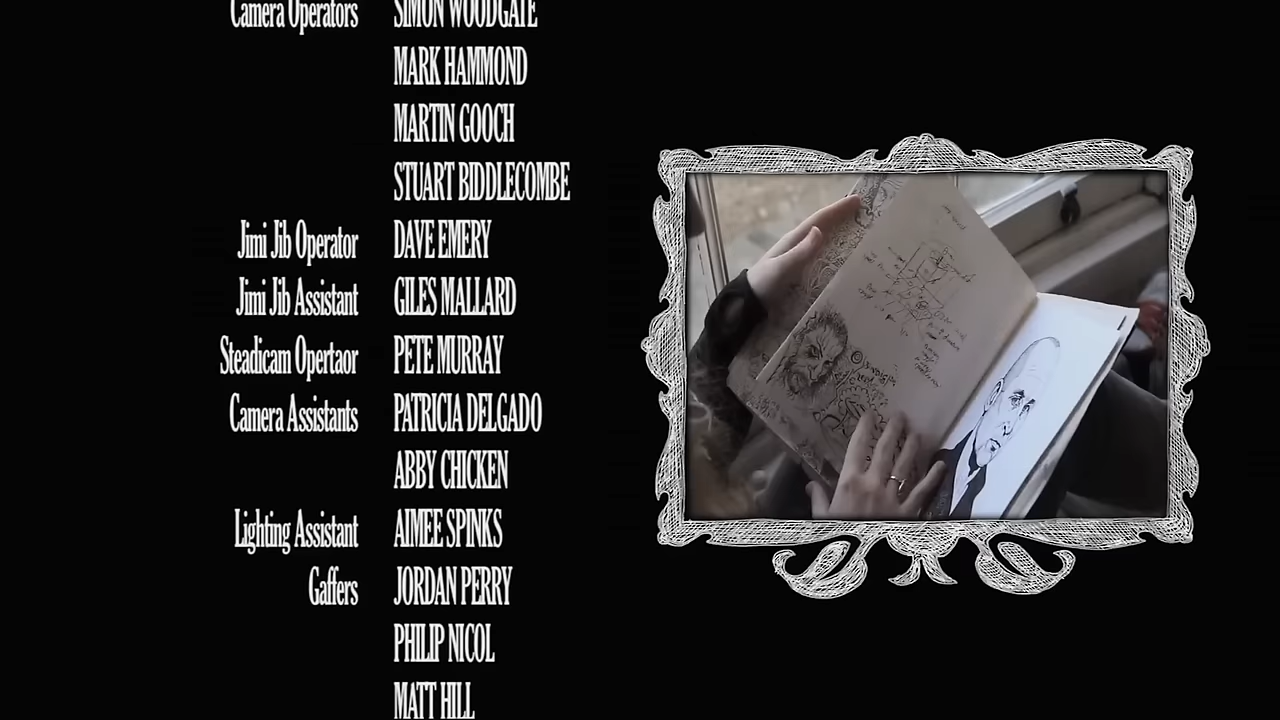 Camera Operators SIMON WOODGATE
MARK HAMMOND
MARTIN GOOCH
STUART BIDDLECOMBE
Jimi Jib Operator DAVE EMERY
Jimi Jib Assistant GILES MALLARD
Steadicam Opertaor PETE MURRAY
Camera Assistants PATRICIA DELGADO
ABBY CHICKEN
Lighting Assistant AIMEE SPINKS
Gaffers JORDAN PERRY
PHILIP NICOL
MATT HILL